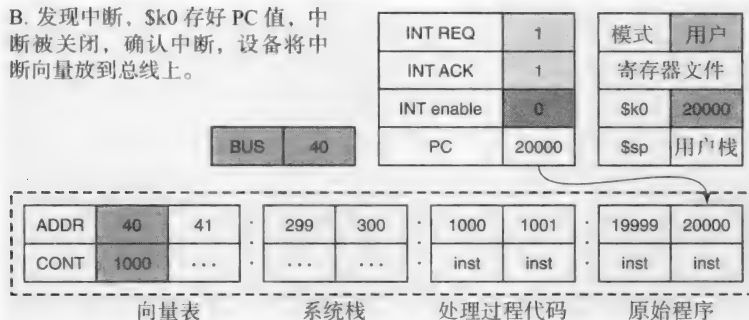 B. 发现中断，$k0 存好 PC 值，中
断被关闭，确认中断，设备将中
断向量放到总线上。
INT REQ 1
INT ACK 1
INT enable 0
PC 20000
模式 用户
寄存器文件
$k0 20000
$sp 用户栈
BUS 40
ADDR 40 41 : 299 300 : 1000 1001 : 19999 20000
CONT 1000 ... ... ... inst inst inst inst
向量表 系统栈 处理过程代码 原始程序